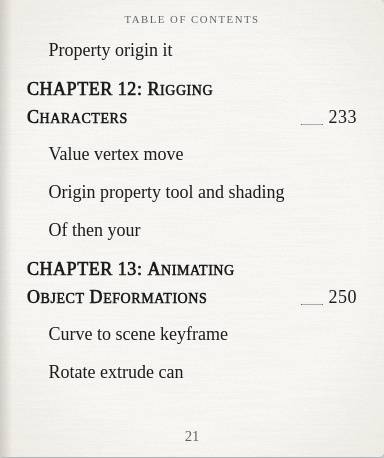 TABLE OF CONTENTS
Property origin it
CHAPTER 12: RIGGING
CHARACTERS 233
Value vertex move
Origin property tool and shading
Of then your
CHAPTER 13: ANIMATING
OBJECT DEFORMATIONS 250
Curve to scene keyframe
Rotate extrude can
21